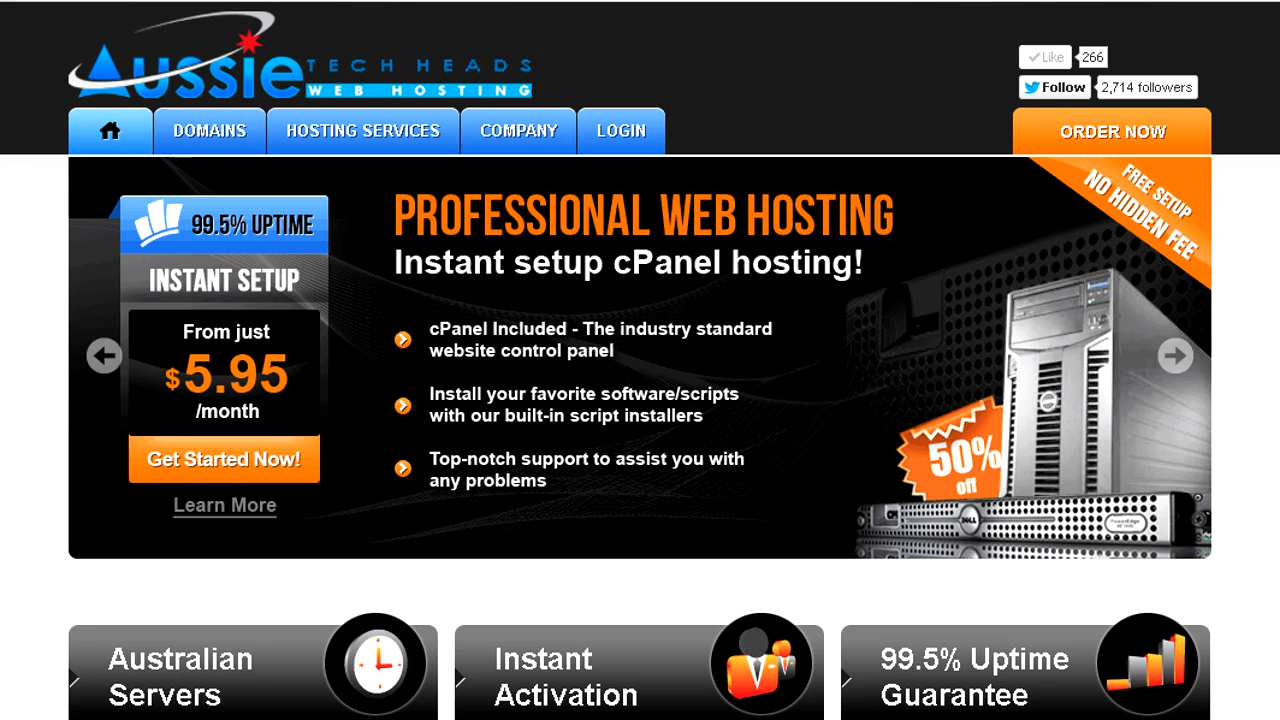 Aussie
TECH HEADS
WEB HOSTING
Like
266
Follow
2,714 followers
DOMAINS
HOSTING SERVICES
COMPANY
LOGIN
ORDER NOW
99.5% UPTIME
INSTANT SETUP
From just
$5.95
/month
Get Started Now!
Learn More
PROFESSIONAL WEB HOSTING
Instant setup cPanel hosting!
cPanel Included - The industry standard
website control panel
Install your favorite software/scripts
with our built-in script installers
Top-notch support to assist you with
any problems
FREE SETUP
NO HIDDEN FEE
50%
off
DELL
PowerEdge
Australian
Servers
Instant
Activation
99.5% Uptime
Guarantee